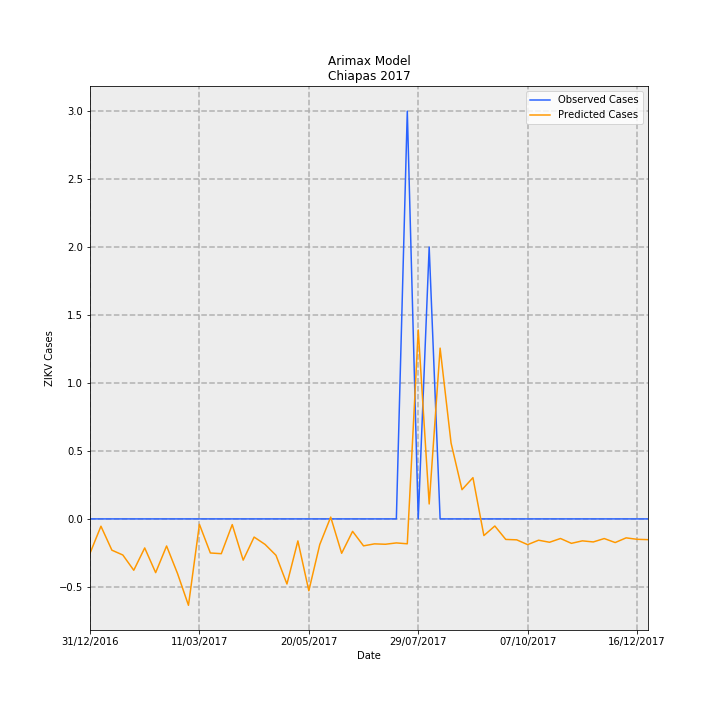 Arimax Model
Chiapas 2017
Observed Cases
Predicted Cases
3.0
2.5
2.0
1.5
1.0
0.5
0.0
−0.5
ZIKV Cases
31/12/2016 11/03/2017 20/05/2017 29/07/2017 07/10/2017 16/12/2017
Date